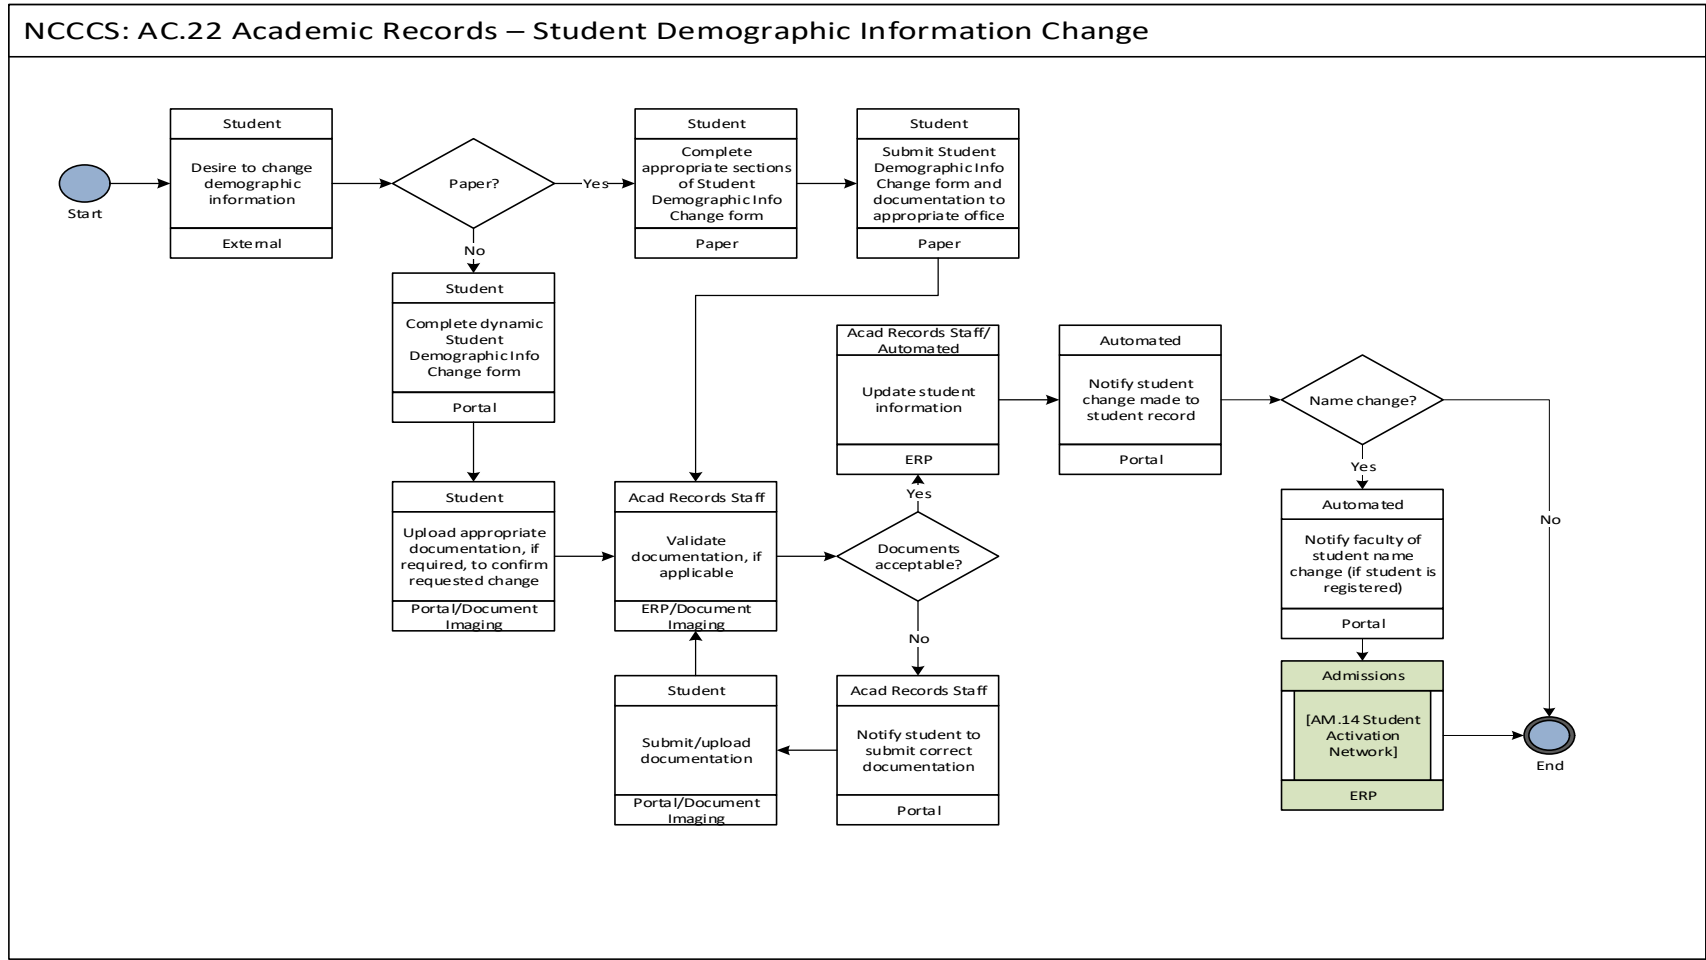 NCCCS: AC.22 Academic Records – Student Demographic Information Change
Start
Student
Desire to change
demographic
information
External
Paper?
Yes
No
Student
Complete
appropriate sections
of Student
Demographic Info
Change form
Paper
Student
Submit Student
Demographic Info
Change form and
documentation to
appropriate office
Paper
Student
Complete dynamic
Student
Demographic Info
Change form
Portal
Student
Upload appropriate
documentation, if
required, to confirm
requested change
Portal/Document
Imaging
Acad Records Staff
Validate
documentation, if
applicable
ERP/Document
Imaging
Documents
acceptable?
Yes
No
Acad Records Staff/
Automated
Update student
information
ERP
Automated
Notify student
change made to
student record
Portal
Name change?
Yes
No
Automated
Notify faculty of
student name
change (if student is
registered)
Portal
Admissions
[AM.14 Student
Activation
Network]
ERP
End
Acad Records Staff
Notify student to
submit correct
documentation
Portal
Student
Submit/upload
documentation
Portal/Document
Imaging